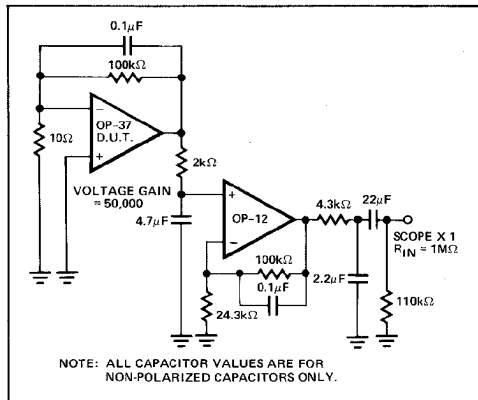 0.1μF
100kΩ
OP-37
D.U.T.
10Ω
2kΩ
VOLTAGE GAIN
= 50,000
4.7μF
OP-12
4.3kΩ
22μF
SCOPE X 1
RIN = 1MΩ
100kΩ
0.1μF
2.2μF
110kΩ
24.3kΩ
NOTE: ALL CAPACITOR VALUES ARE FOR
NON-POLARIZED CAPACITORS ONLY.